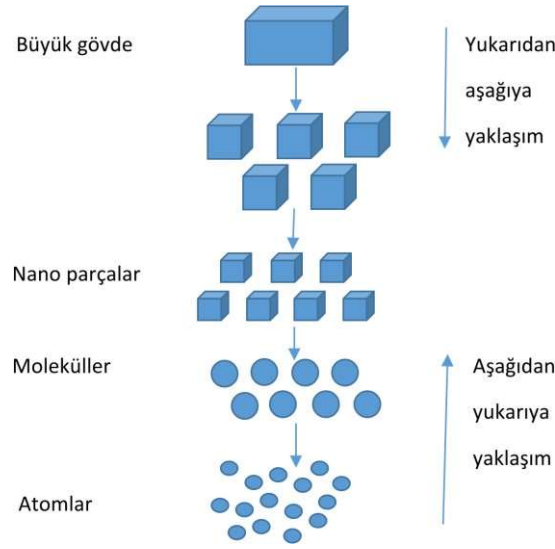 Büyük gövde
Yukarıdan
aşağıya
yaklaşım
Nano parçalar
Moleküller
Aşağıdan
yukarıya
yaklaşım
Atomlar